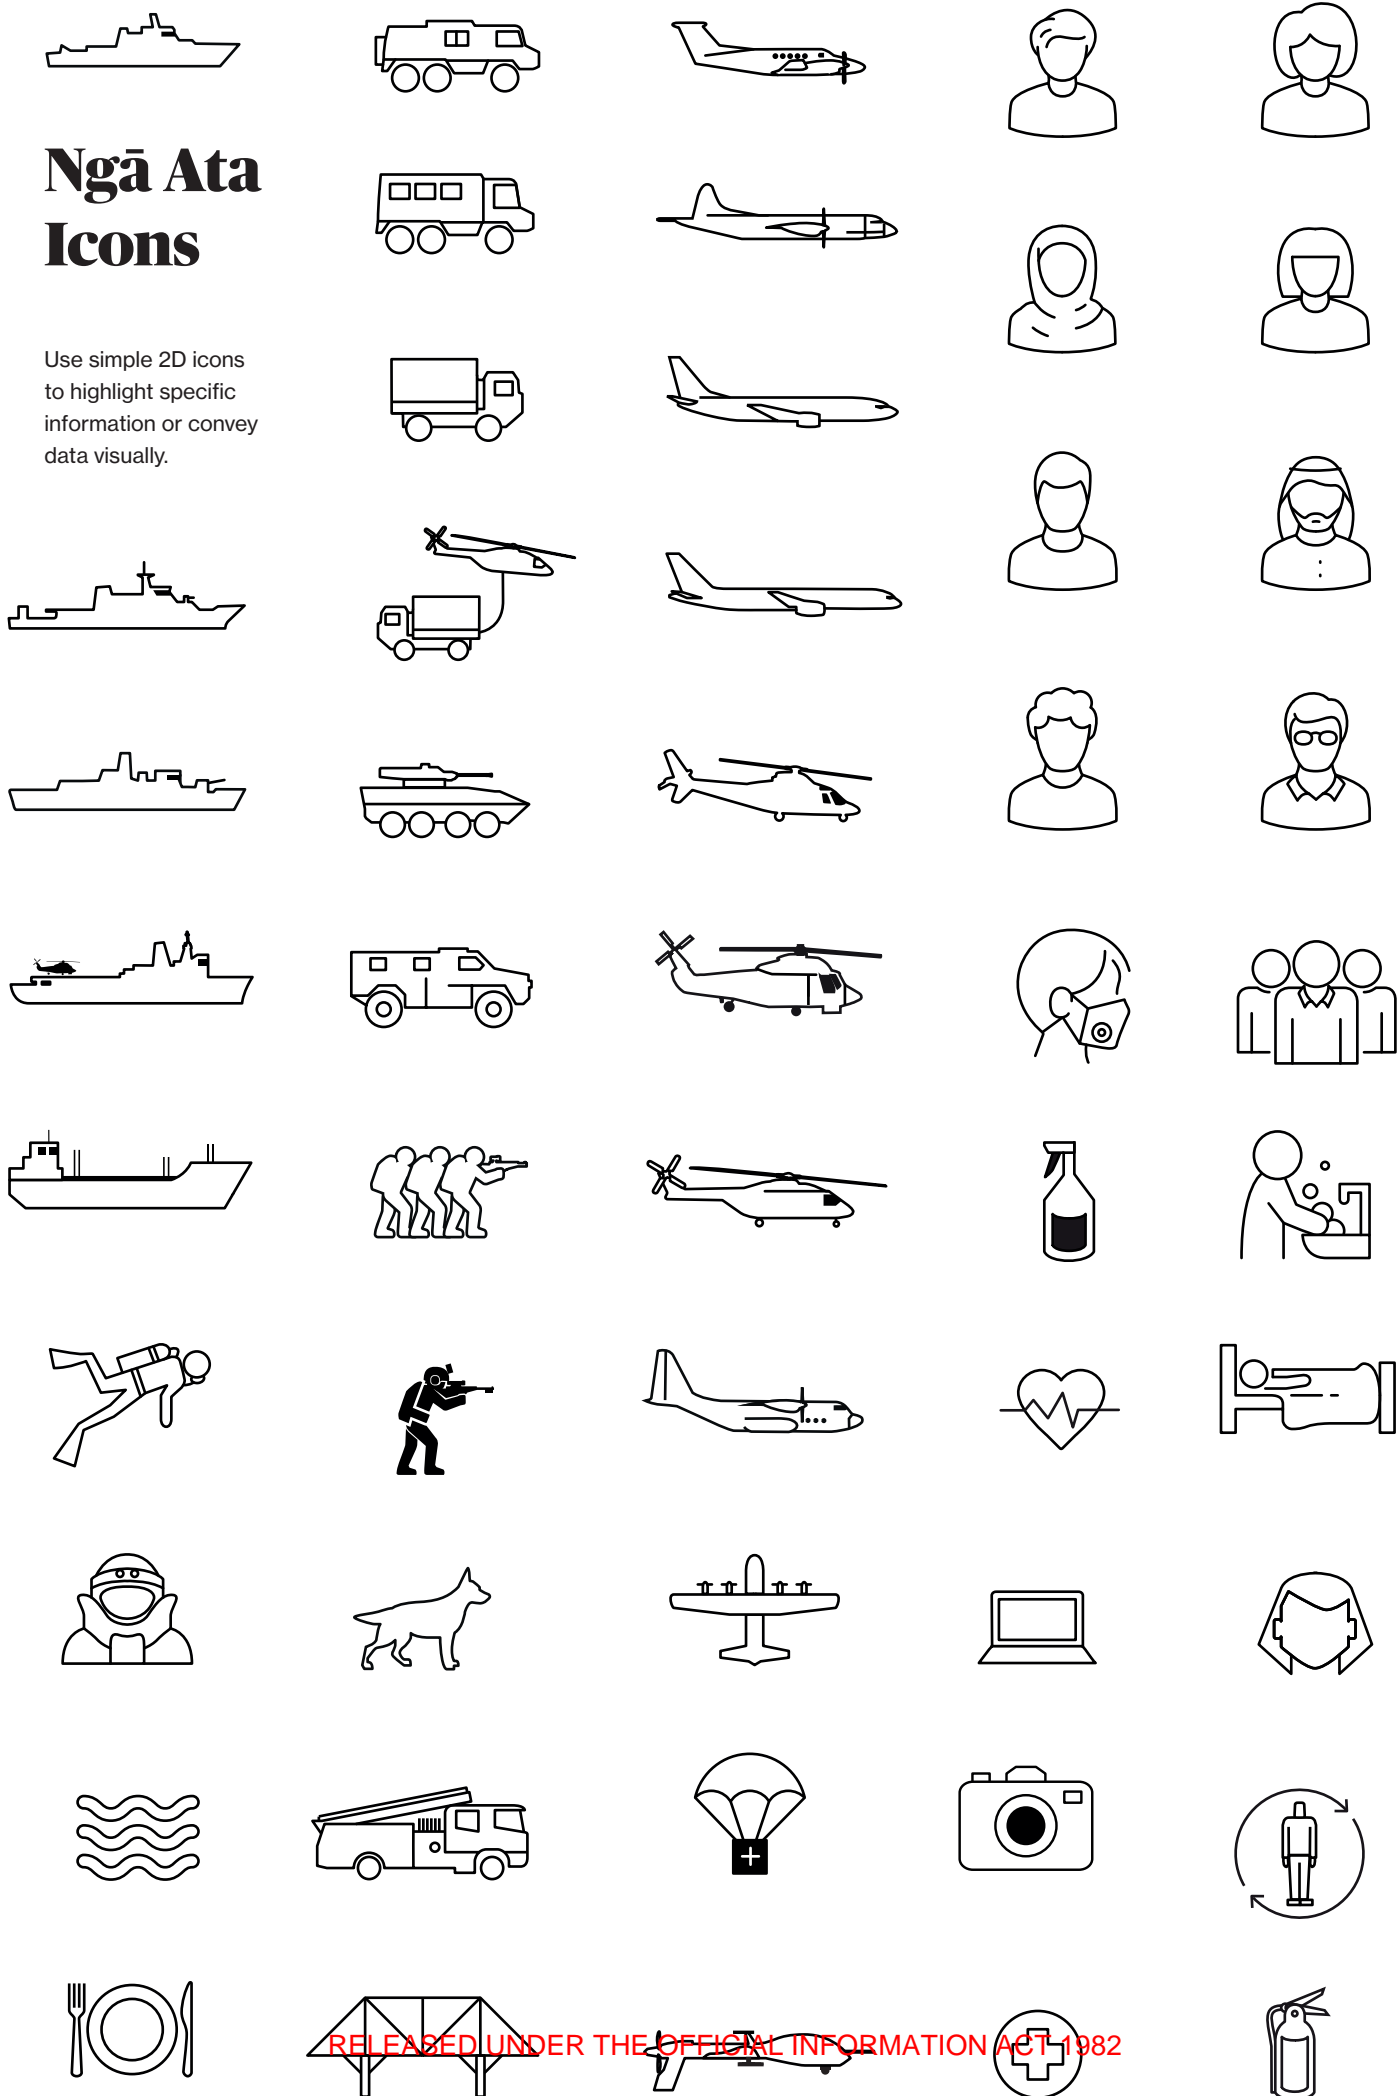 Ngā Ata
Icons
Use simple 2D icons
to highlight specific
information or convey
data visually.
RELEASED UNDER THE OFFICIAL INFORMATION ACT 1982